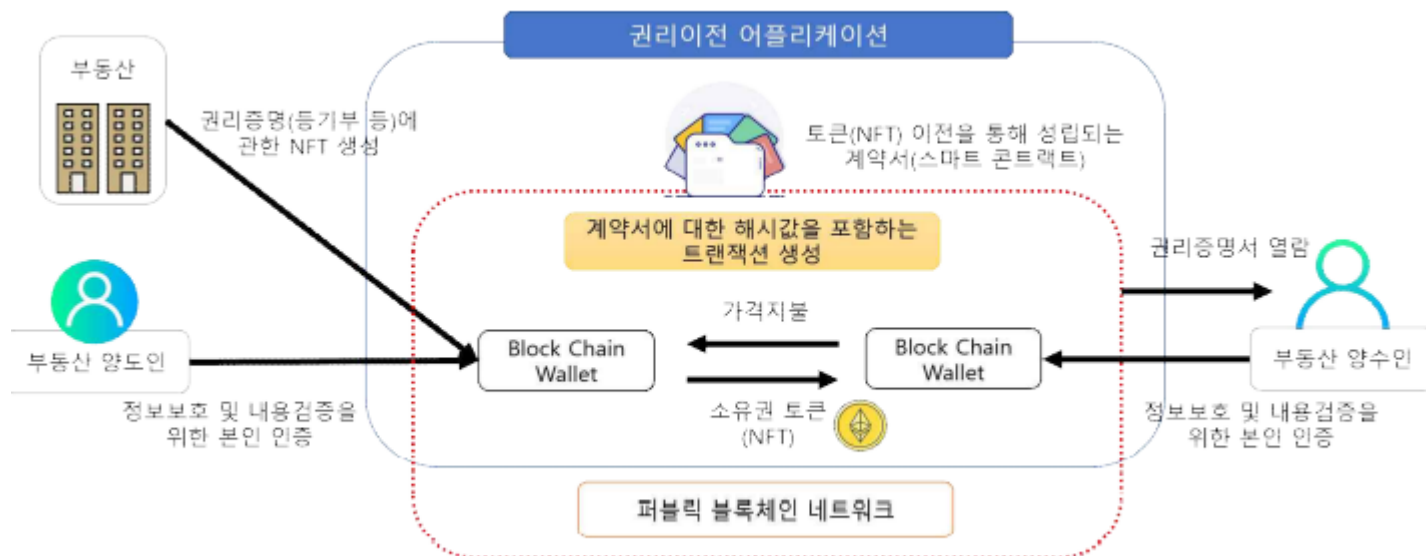 권리이전 어플리케이션
부동산
권리증명(등기부 등)에
관한 NFT 생성
토큰(NFT) 이전을 통해 성립되는
계약서(스마트 콘트랙트)
계약서에 대한 해시값을 포함하는
트랜잭션 생성
권리증명서 열람
가격지불
Block Chain
Wallet
Block Chain
Wallet
부동산 양도인
부동산 양수인
소유권 토큰
(NFT)
정보보호 및 내용검증을
위한 본인 인증
정보보호 및 내용검증을
위한 본인 인증
퍼블릭 블록체인 네트워크